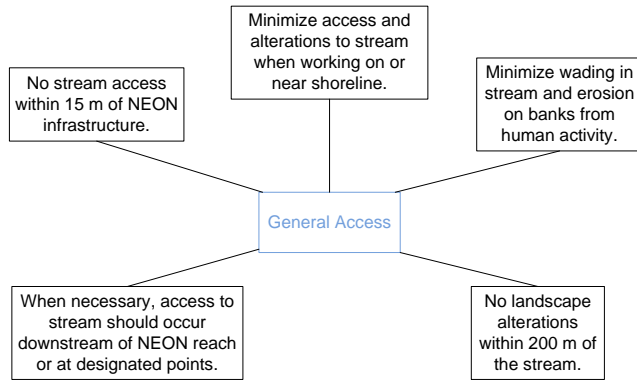 Minimize access and
alterations to stream
when working on or
near shoreline.
No stream access
within 15 m of NEON
infrastructure.
Minimize wading in
stream and erosion
on banks from
human activity.
General Access
When necessary, access to
stream should occur
downstream of NEON reach
or at designated points.
No landscape
alterations
within 200 m of
the stream.